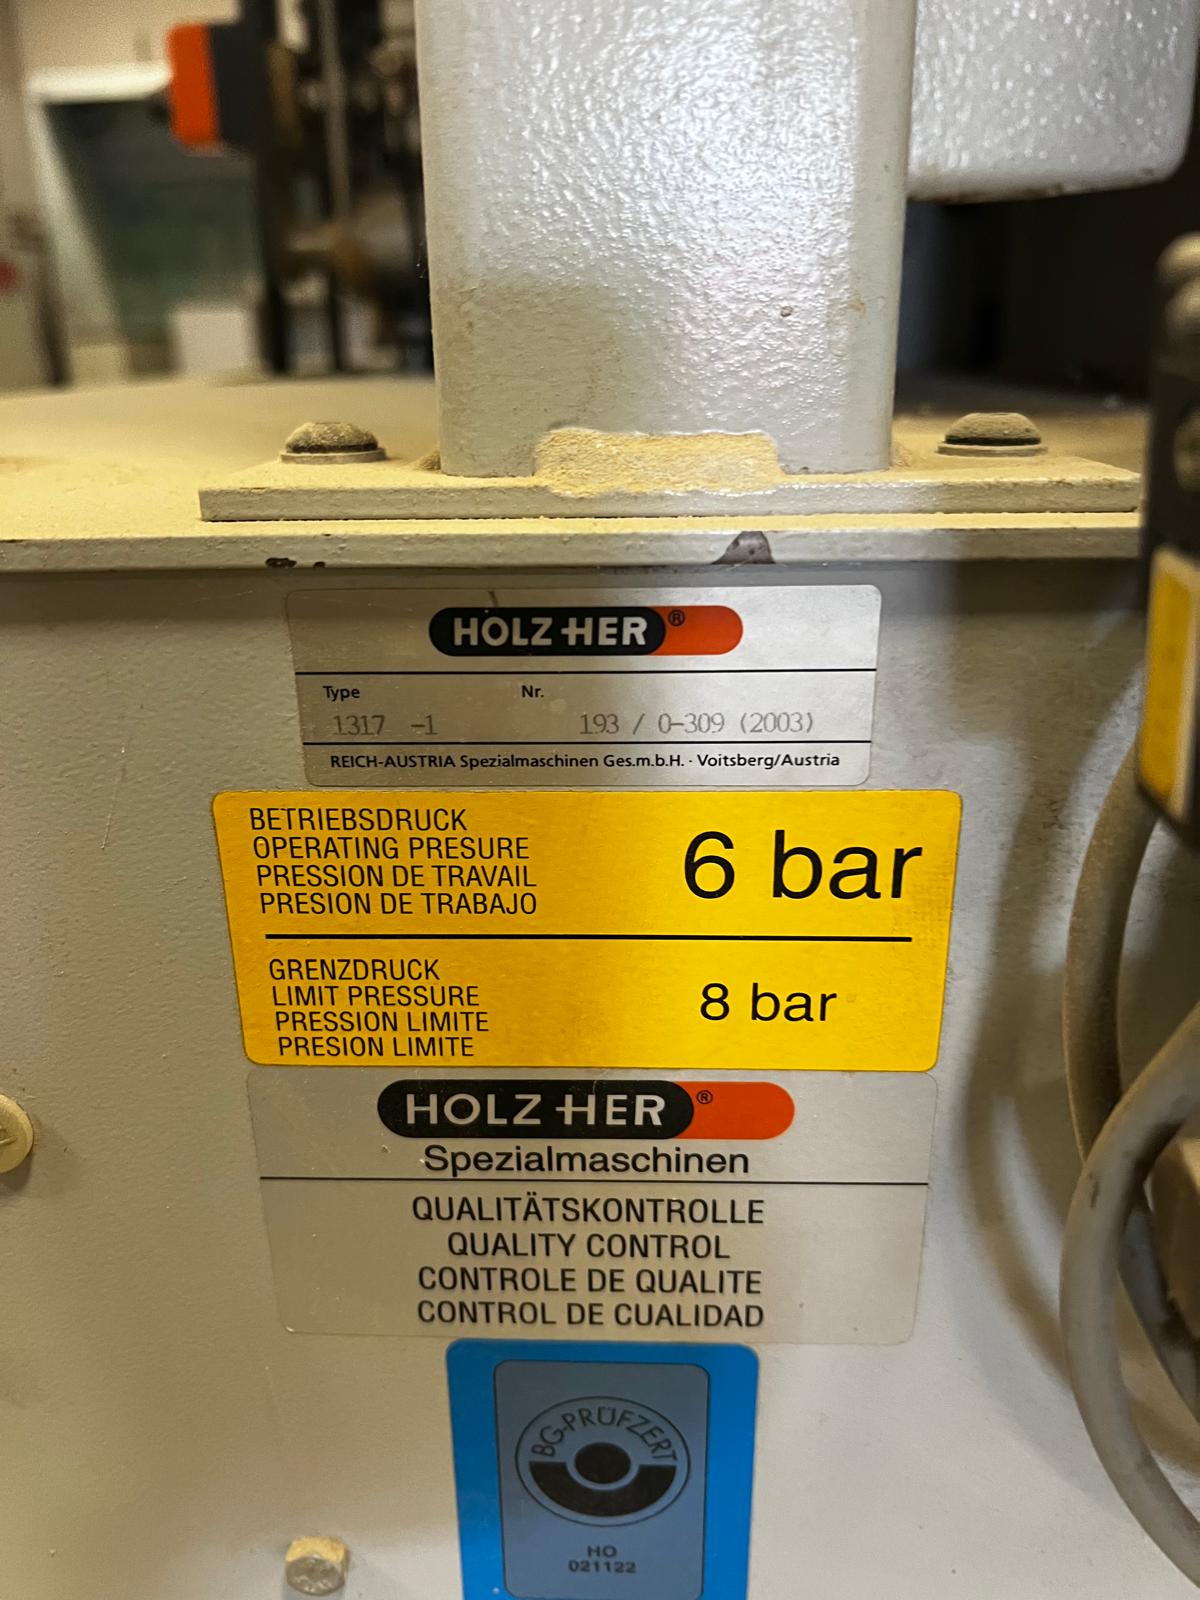 HOLZ-HER®
Type Nr.
1317 -1 193 / 0-309 (2003)
REICH-AUSTRIA Spezialmaschinen Ges.m.b.H. · Voitsberg/Austria
BETRIEBSDRUCK
OPERATING PRESURE
PRESSION DE TRAVAIL
PRESION DE TRABAJO
6 bar
GRENZDRUCK
LIMIT PRESSURE
PRESSION LIMITE
PRESION LIMITE
8 bar
HOLZ-HER®
Spezialmaschinen
QUALITÄTSKONTROLLE
QUALITY CONTROL
CONTROLE DE QUALITE
CONTROL DE CUALIDAD
BG-PRÜFZERT
HO
021122